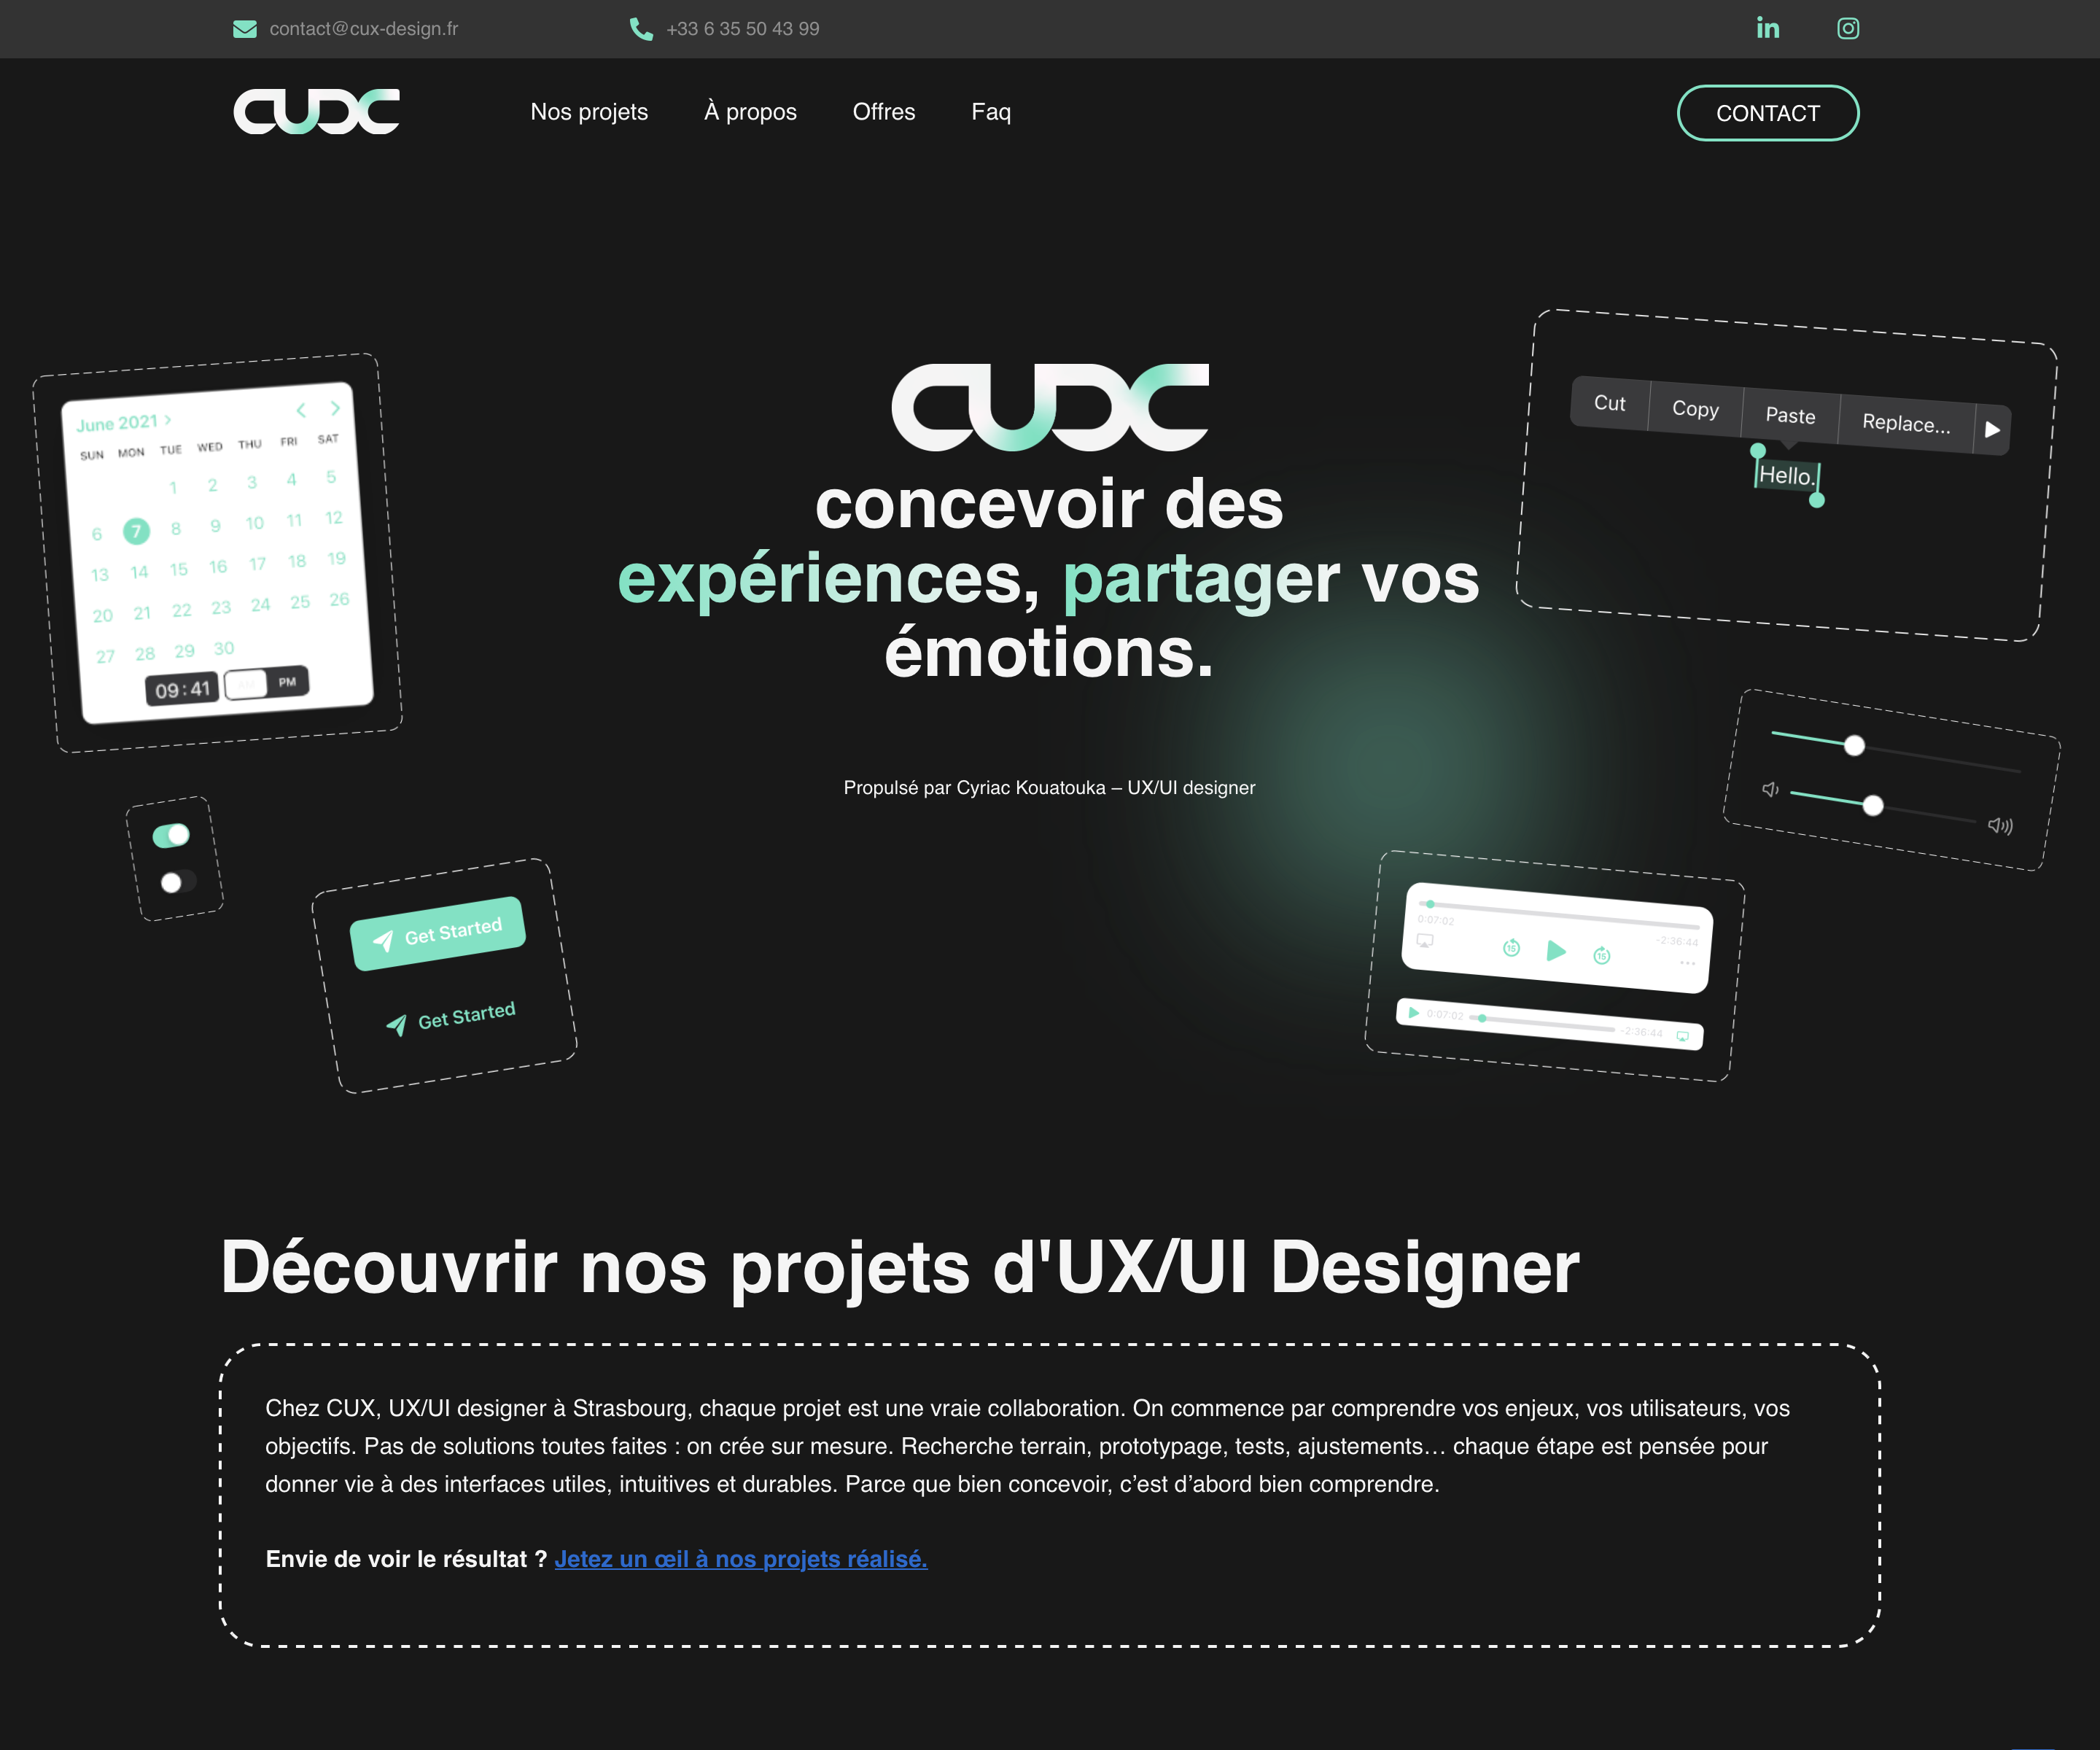 contact@cux-design.fr
+33 6 35 50 43 99
CUX
Nos projets
À propos
Offres
Faq
CONTACT
CUX
concevoir des
expériences, partager vos
émotions.
Propulsé par Cyriac Kouatouka – UX/UI designer
June 2021
SUN MON TUE WED THU FRI SAT
1 2 3 4 5
6 7 8 9 10 11 12
13 14 15 16 17 18 19
20 21 22 23 24 25 26
27 28 29 30
09:41
PM
Cut
Copy
Paste
Replace...
Hello.
Get Started
Get Started
0:07:02
-2:36:44
15
15
0:07:02
-2:36:44
Découvrir nos projets d'UX/UI Designer
Chez CUX, UX/UI designer à Strasbourg, chaque projet est une vraie collaboration. On commence par comprendre vos enjeux, vos utilisateurs, vos
objectifs. Pas de solutions toutes faites : on crée sur mesure. Recherche terrain, prototypage, tests, ajustements… chaque étape est pensée pour
donner vie à des interfaces utiles, intuitives et durables. Parce que bien concevoir, c’est d’abord bien comprendre.
Envie de voir le résultat ? Jetez un œil à nos projets réalisé.